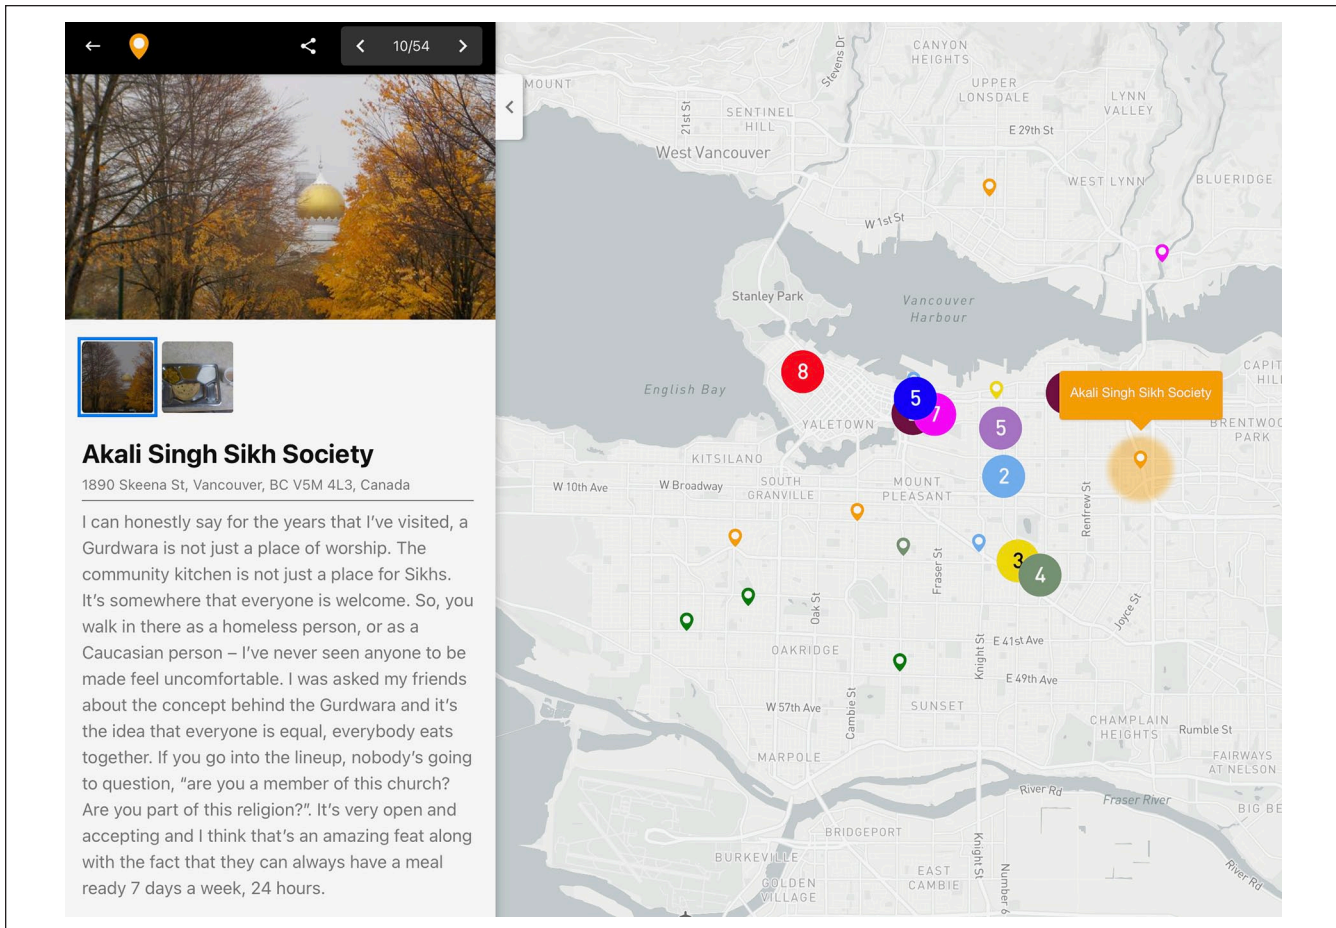 10/54
Akali Singh Sikh Society
1890 Skeena St, Vancouver, BC V5M 4L3, Canada
I can honestly say for the years that I’ve visited, a
Gurdwara is not just a place of worship. The
community kitchen is not just a place for Sikhs.
It’s somewhere that everyone is welcome. So, you
walk in there as a homeless person, or as a
Caucasian person – I’ve never seen anyone to be
made feel uncomfortable. I was asked my friends
about the concept behind the Gurdwara and it’s
the idea that everyone is equal, everybody eats
together. If you go into the lineup, nobody’s going
to question, “are you a member of this church?
Are you part of this religion?”. It’s very open and
accepting and I think that’s an amazing feat along
with the fact that they can always have a meal
ready 7 days a week, 24 hours.
MOUNT
Stevens Dr
CANYON
HEIGHTS
UPPER
LONSDALE
LYNN
VALLEY
21st St
SENTINEL
HILL
E 29th St
West Vancouver
WEST LYNN
BLUERIDGE
W 1st St
Stanley Park
Vancouver
Harbour
English Bay
8
5
7
5
2
3
4
CAPIT
HILL
Akali Singh Sikh Society
BRENTWOO
PARK
YALETOWN
KITSILANO
W 10th Ave
W Broadway
SOUTH
GRANVILLE
MOUNT
PLEASANT
Renfrew St
Fraser St
Oak St
Joyce St
Knight St
E 41st Ave
OAKRIDGE
E 49th Ave
W 57th Ave
Cambie St
SUNSET
CHAMPLAIN
HEIGHTS
Rumble St
MARPOLE
FAIRWAYS
AT NELSON
River Rd
Fraser River
BIG BE
BRIDGEPORT
Knight St
BURKEVILLE
EAST
CAMBIE
Number 6
GOLDEN
VILLAGE
River Rd